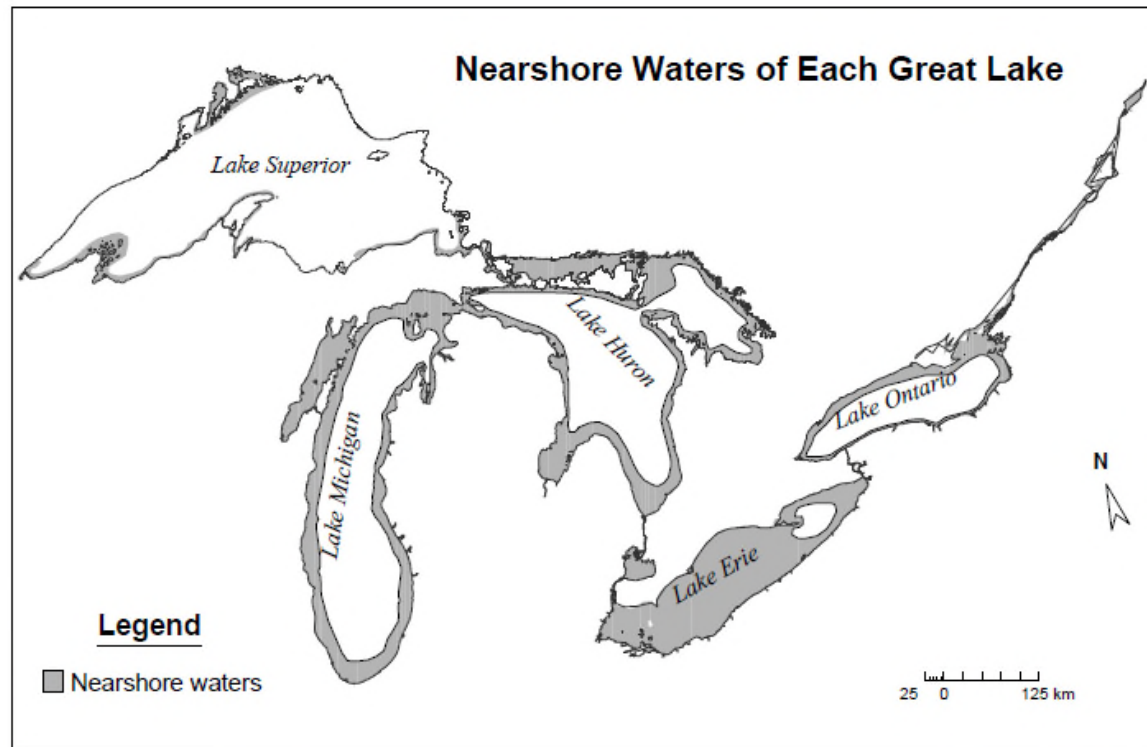 Nearshore Waters of Each Great Lake
Lake Superior
Lake Huron
Lake Ontario
Lake Michigan
Lake Erie
N
Legend
Nearshore waters
25 0 125 km